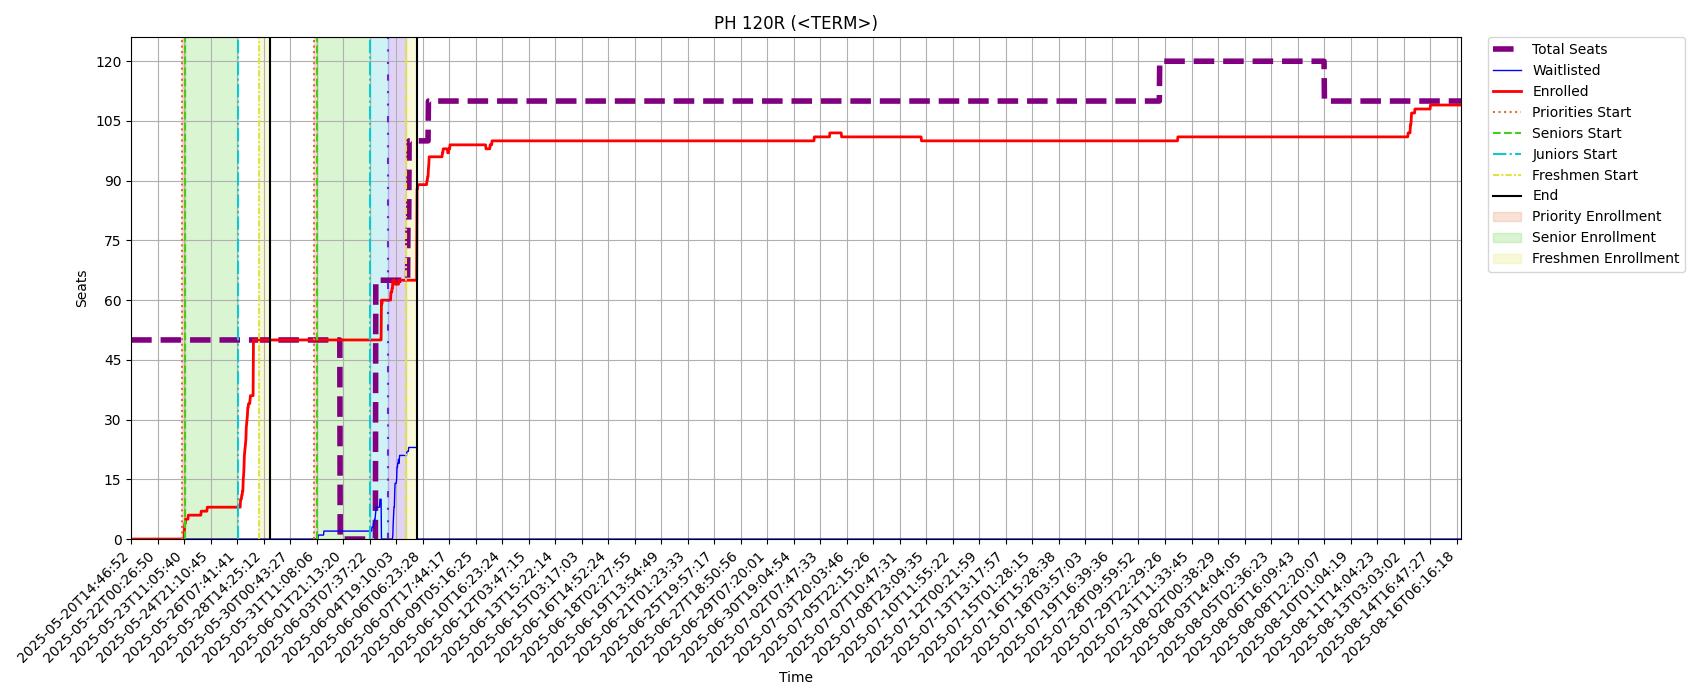 PH 120R (<TERM>)
Total Seats
Waitlisted
Enrolled
Priorities Start
Seniors Start
Juniors Start
Freshmen Start
End
Priority Enrollment
Senior Enrollment
Freshmen Enrollment
Seats
120
105
90
75
60
45
30
15
0
2025-05-20T14:46:52
2025-05-22T00:26:50
2025-05-23T11:05:40
2025-05-24T21:10:45
2025-05-26T07:41:41
2025-05-28T14:25:12
2025-05-30T00:43:27
2025-05-31T11:08:06
2025-06-01T21:13:20
2025-06-03T07:37:22
2025-06-04T19:10:03
2025-06-06T06:23:28
2025-06-07T17:44:17
2025-06-09T05:16:25
2025-06-10T16:23:24
2025-06-12T03:47:15
2025-06-13T15:22:14
2025-06-15T03:17:03
2025-06-16T14:52:24
2025-06-18T02:27:55
2025-06-19T13:54:49
2025-06-21T01:23:33
2025-06-25T19:57:17
2025-06-27T18:50:56
2025-06-29T07:20:01
2025-06-30T19:04:54
2025-07-02T07:47:33
2025-07-03T20:03:46
2025-07-05T22:15:26
2025-07-07T10:47:31
2025-07-08T23:09:35
2025-07-10T11:55:22
2025-07-12T00:21:59
2025-07-13T13:17:57
2025-07-15T01:28:15
2025-07-16T15:28:38
2025-07-18T03:57:03
2025-07-19T16:39:36
2025-07-28T09:59:52
2025-07-29T22:29:26
2025-07-31T11:33:45
2025-08-02T00:38:29
2025-08-03T14:04:05
2025-08-05T02:36:23
2025-08-06T16:09:43
2025-08-08T12:20:07
2025-08-10T01:04:19
2025-08-11T14:04:23
2025-08-13T03:03:02
2025-08-14T16:47:27
2025-08-16T06:16:18
Time